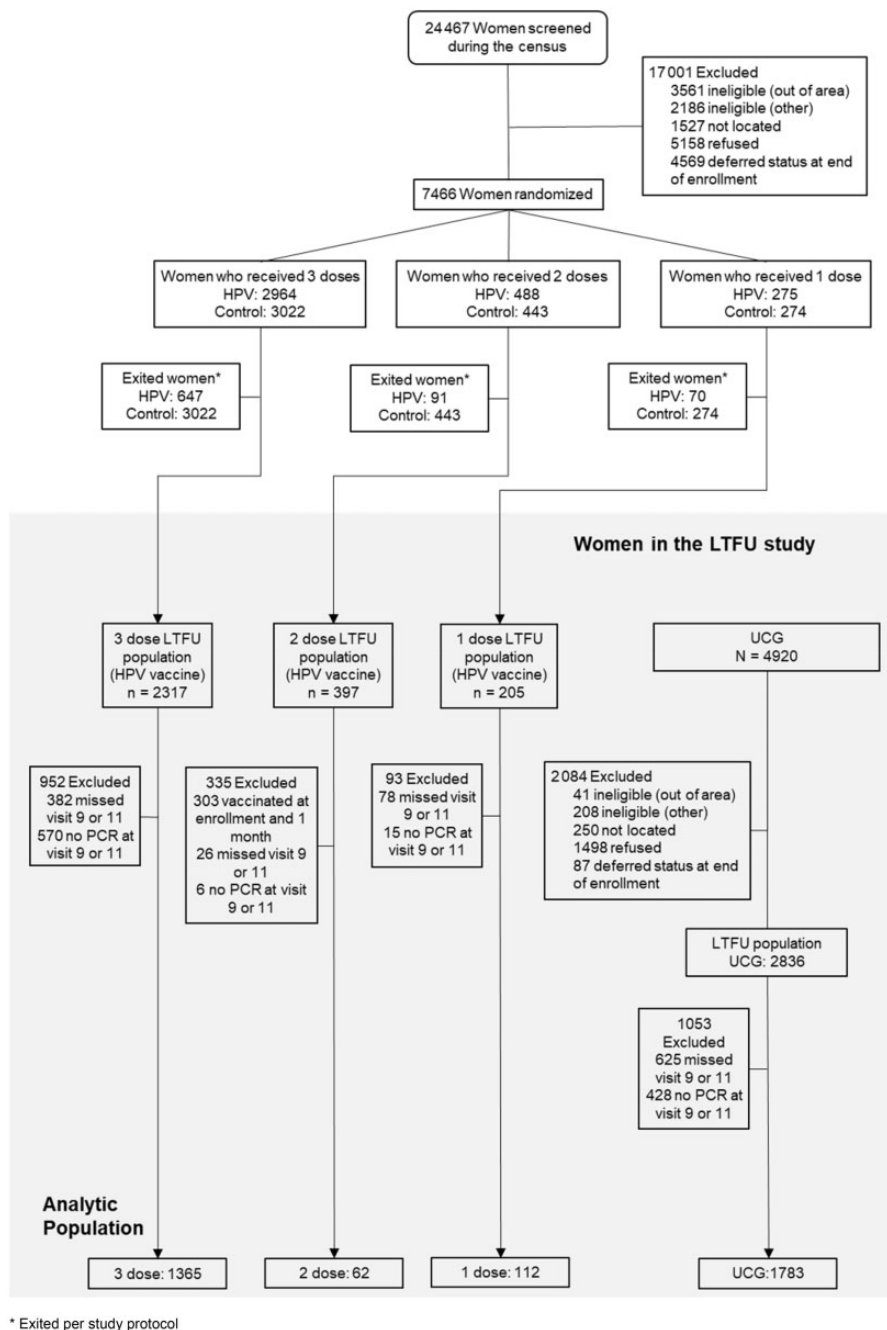 24 467 Women screened
during the census
17 001 Excluded
3561 ineligible (out of area)
2186 ineligible (other)
1527 not located
5158 refused
4569 deferred status at end
of enrollment
7466 Women randomized
Women who received 3 doses
HPV: 2964
Control: 3022
Women who received 2 doses
HPV: 488
Control: 443
Women who received 1 dose
HPV: 275
Control: 274
Exited women*
HPV: 647
Control: 3022
Exited women*
HPV: 91
Control: 443
Exited women*
HPV: 70
Control: 274
Women in the LTFU study
3 dose LTFU
population
(HPV vaccine)
n = 2317
2 dose LTFU
population
(HPV vaccine)
n = 397
1 dose LTFU
population
(HPV vaccine)
n = 205
UCG
N = 4920
952 Excluded
382 missed
visit 9 or 11
570 no PCR at
visit 9 or 11
335 Excluded
303 vaccinated at
enrollment and 1
month
26 missed visit 9
or 11
6 no PCR at visit
9 or 11
93 Excluded
78 missed visit
9 or 11
15 no PCR at
visit 9 or 11
2 084 Excluded
41 ineligible (out of area)
208 ineligible (other)
250 not located
1498 refused
87 deferred status at end
of enrollment
LTFU population
UCG: 2836
1053
Excluded
625 missed
visit 9 or 11
428 no PCR at
visit 9 or 11
Analytic
Population
3 dose: 1365
2 dose: 62
1 dose: 112
UCG:1783
* Exited per study protocol